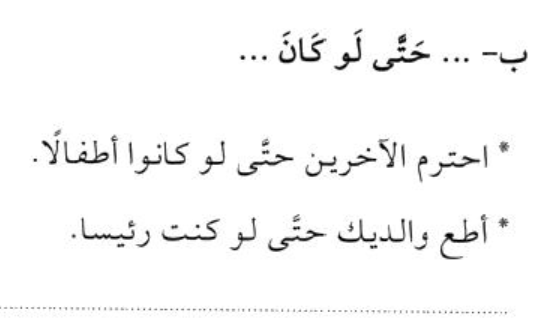 ب- ... حَتَّى لَو كَانَ ...
* احترم الآخرين حتَّى لو كانوا أطفالًا.
* أطع والديك حتَّى لو كنت رئيسا.